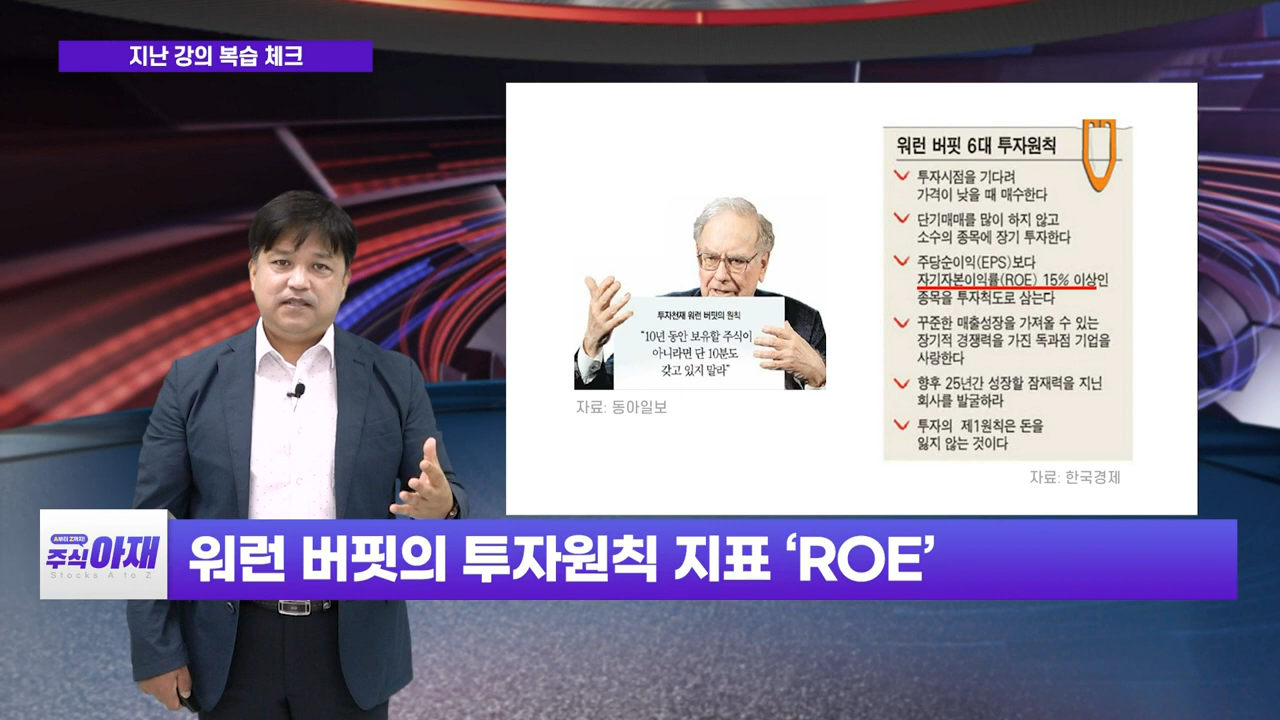 지난 강의 복습 체크
투자천재 워런 버핏의 원칙
“10년 동안 보유할 주식이
아니라면 단 10분도
갖고 있지 말라”
자료: 동아일보
워런 버핏 6대 투자원칙
투자시점을 기다려
가격이 낮을 때 매수한다
단기매매를 많이 하지 않고
소수의 종목에 장기 투자한다
주당순이익(EPS)보다
자기자본이익률(ROE) 15% 이상인
종목을 투자척도로 삼는다
꾸준한 매출성장을 가져올 수 있는
장기적 경쟁력을 가진 독과점 기업을
사랑한다
향후 25년간 성장할 잠재력을 지닌
회사를 발굴하라
투자의 제1원칙은 돈을
잃지 않는 것이다
자료: 한국경제
A부터 Z까지!
주식아재
Stocks A to Z
워런 버핏의 투자원칙 지표 ‘ROE’